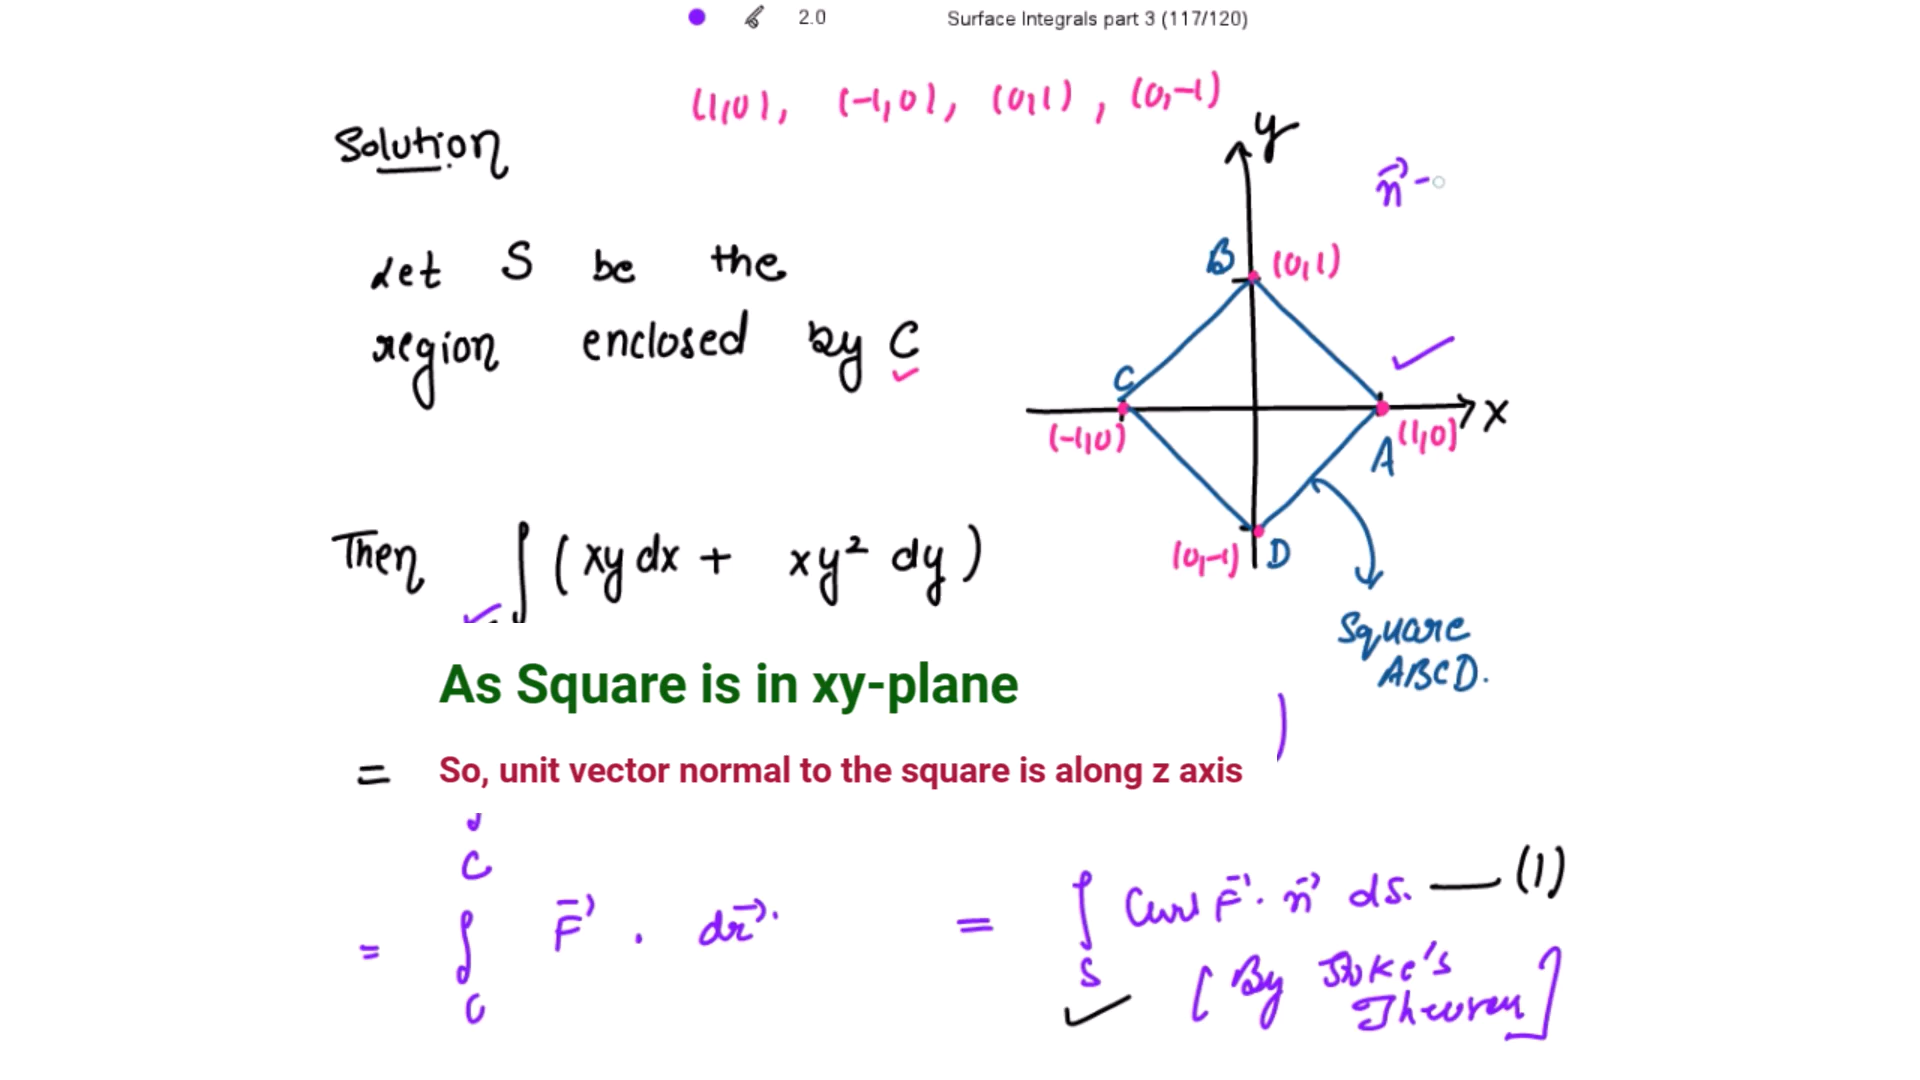 2.0 Surface Integrals part 3 (117/120)
(1,0), (-1,0), (0,1), (0,-1)
Solution
y
n⃗ -
Let S be the
B (0,1)
region enclosed by C
C
x
(-1,0)
(1,0)
A
Then ∫ (xy dx + xy² dy)
(0,-1) D
Square
ABCD.
As Square is in xy-plane
)
= So, unit vector normal to the square is along z axis
C
= ∫ F⃗ . dr⃗. = ∫ Curl F⃗. n⃗ ds. — (1)
C S
[ By Stoke's
Theorem ]